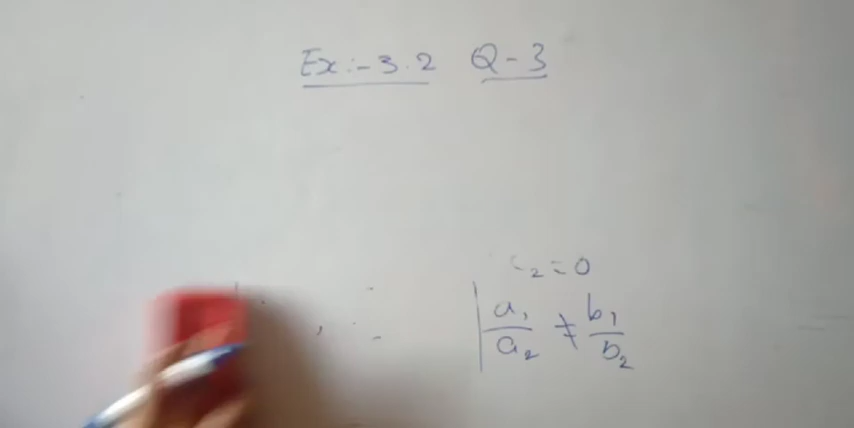 Ex:- 3.2 Q-3
₂ = 0
a₁/a₂ ≠ b₁/b₂